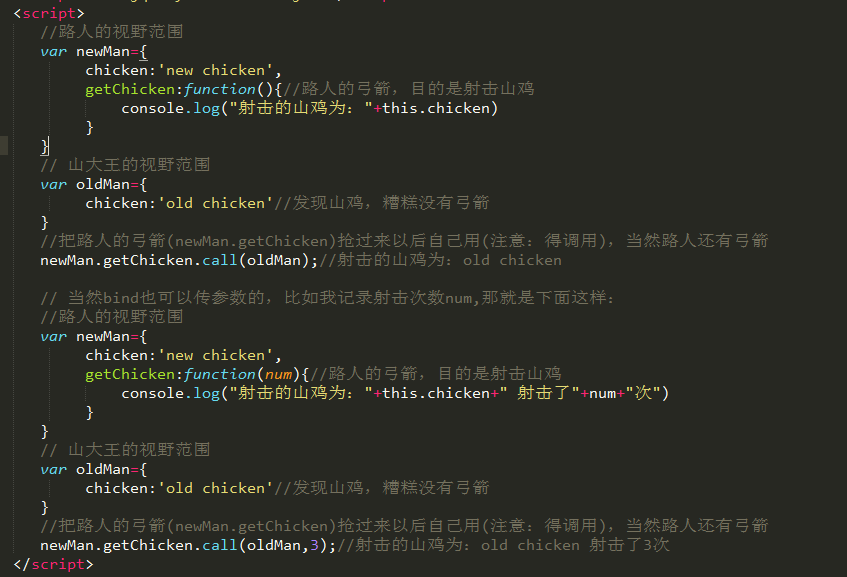 <script>
//路人的视野范围
var newMan={
chicken:'new chicken',
getChicken:function(){//路人的弓箭，目的是射击山鸡
console.log("射击的山鸡为："+this.chicken)
}
}
// 山大王的视野范围
var oldMan={
chicken:'old chicken'//发现山鸡，糟糕没有弓箭
}
//把路人的弓箭(newMan.getChicken)抢过来以后自己用(注意：得调用)，当然路人还有弓箭
newMan.getChicken.call(oldMan);//射击的山鸡为：old chicken
// 当然bind也可以传参数的，比如我记录射击次数num,那就是下面这样：
//路人的视野范围
var newMan={
chicken:'new chicken',
getChicken:function(num){//路人的弓箭，目的是射击山鸡
console.log("射击的山鸡为："+this.chicken+" 射击了"+num+"次")
}
}
// 山大王的视野范围
var oldMan={
chicken:'old chicken'//发现山鸡，糟糕没有弓箭
}
//把路人的弓箭(newMan.getChicken)抢过来以后自己用(注意：得调用)，当然路人还有弓箭
newMan.getChicken.call(oldMan,3);//射击的山鸡为：old chicken 射击了3次
</script>